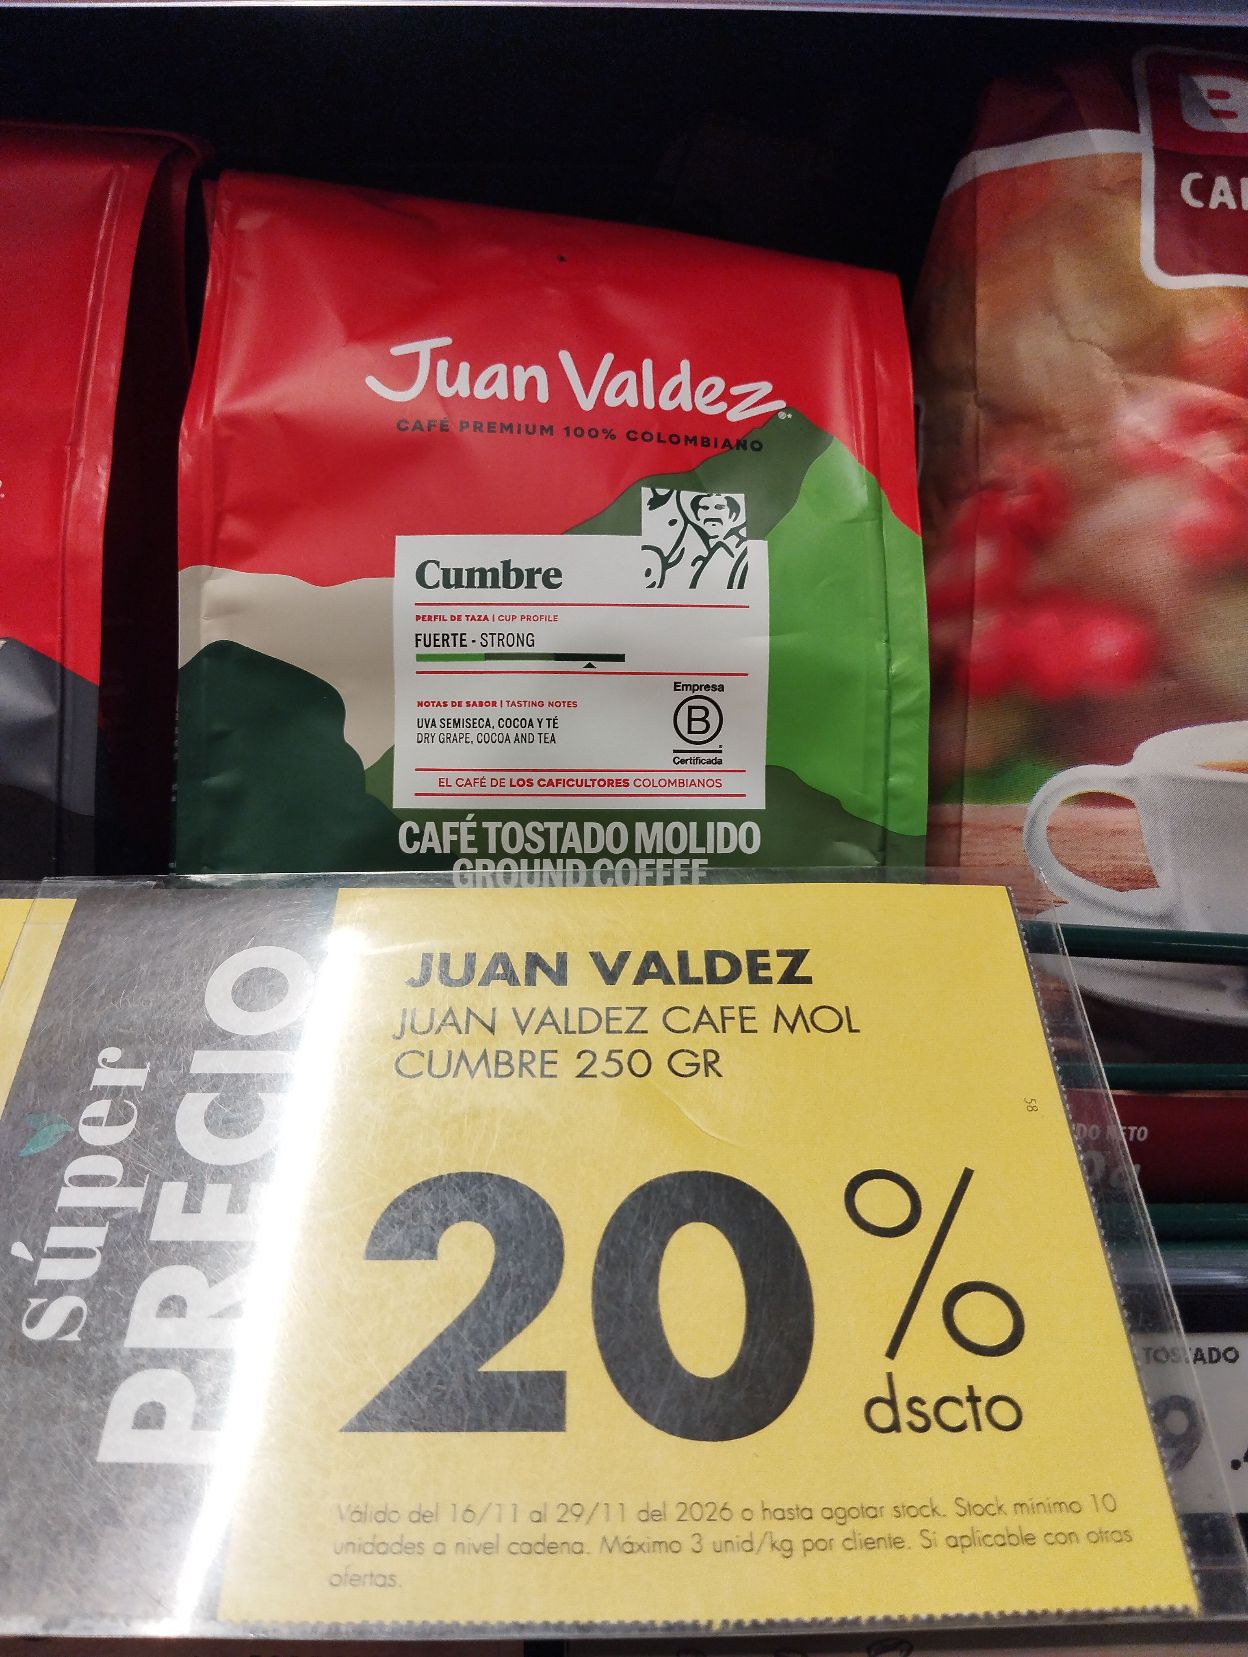 Juan Valdez
CAFÉ PREMIUM 100% COLOMBIANO
Cumbre
PERFIL DE TAZA | CUP PROFILE
FUERTE - STRONG
NOTAS DE SABOR | TASTING NOTES
UVA SEMISECA, COCOA Y TÉ
DRY GRAPE, COCOA AND TEA
Empresa
B
Certificada
EL CAFÉ DE LOS CAFICULTORES COLOMBIANOS
CAFÉ TOSTADO MOLIDO
GROUND COFFEE
súper
PRECIO
JUAN VALDEZ
JUAN VALDEZ CAFE MOL
CUMBRE 250 GR
58
20%
dscto
Válido del 16/11 al 29/11 del 2026 o hasta agotar stock. Stock mínimo 10
unidades a nivel cadena. Máximo 3 unid/kg por cliente. Si aplicable con otras
ofertas.
NETO
TOSTADO